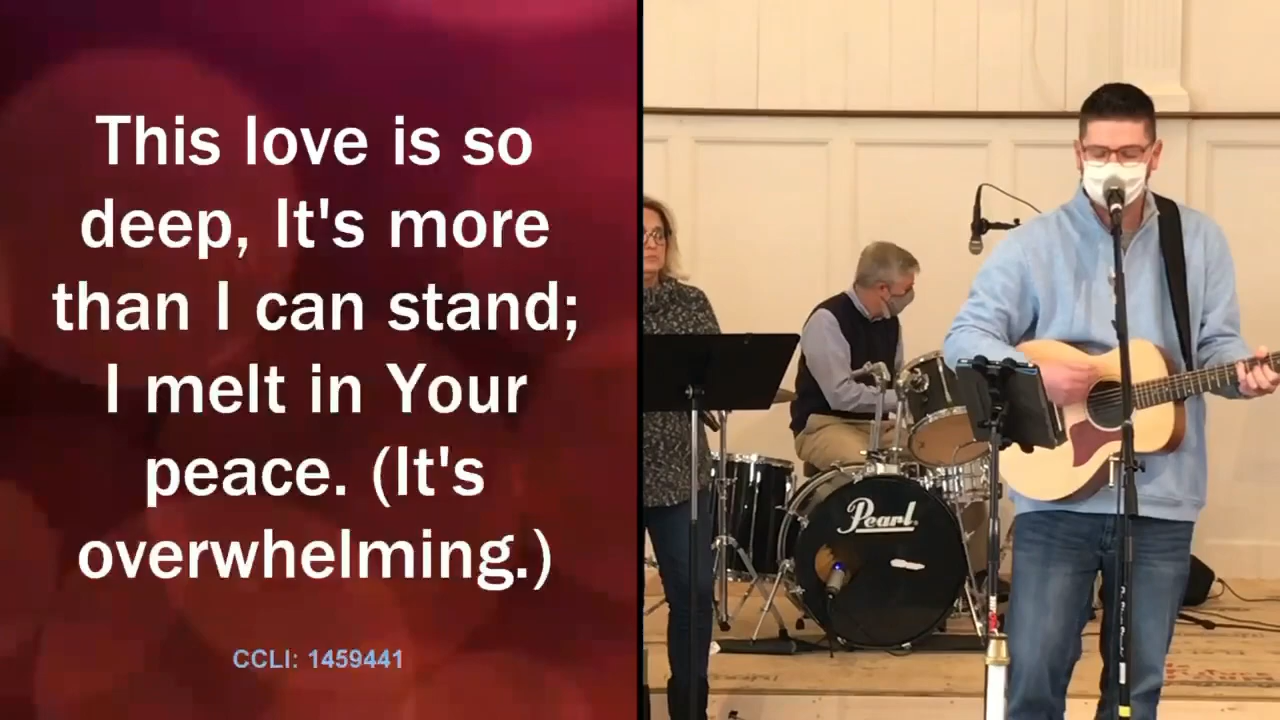 This love is so
deep, It's more
than I can stand;
I melt in Your
peace. (It's
overwhelming.)
CCLI: 1459441
Pearl